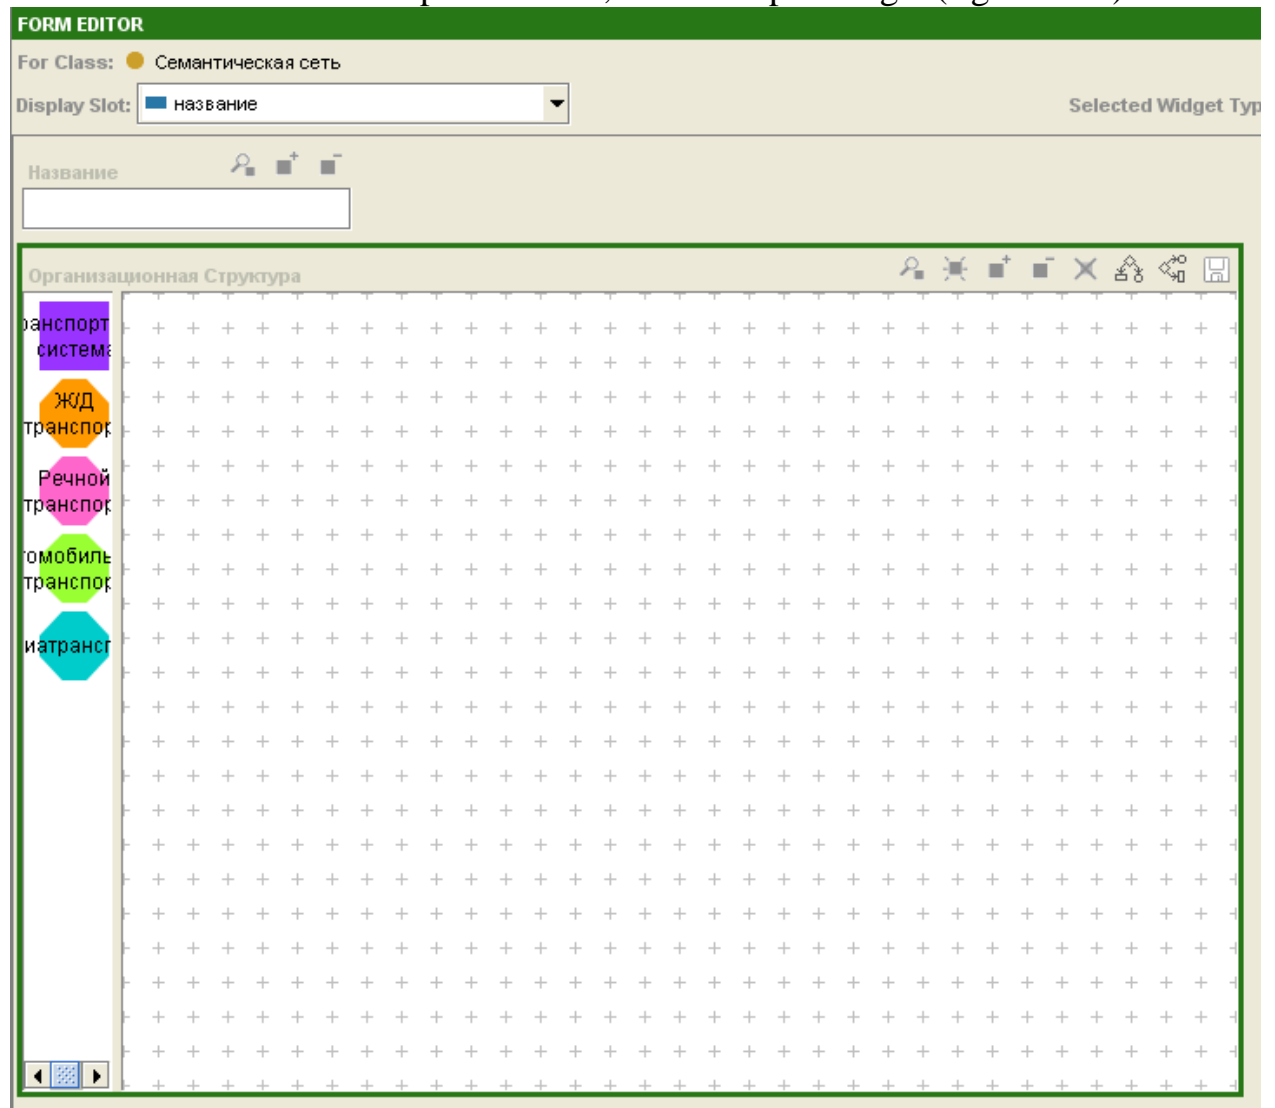 FORM EDITOR
For Class: Семантическая сеть
Display Slot: название
Selected Widget Typ
Название
Организационная Структура
ранспорт
система
Ж/Д
транспор
Речной
транспор
томобиль
транспор
иатрансп